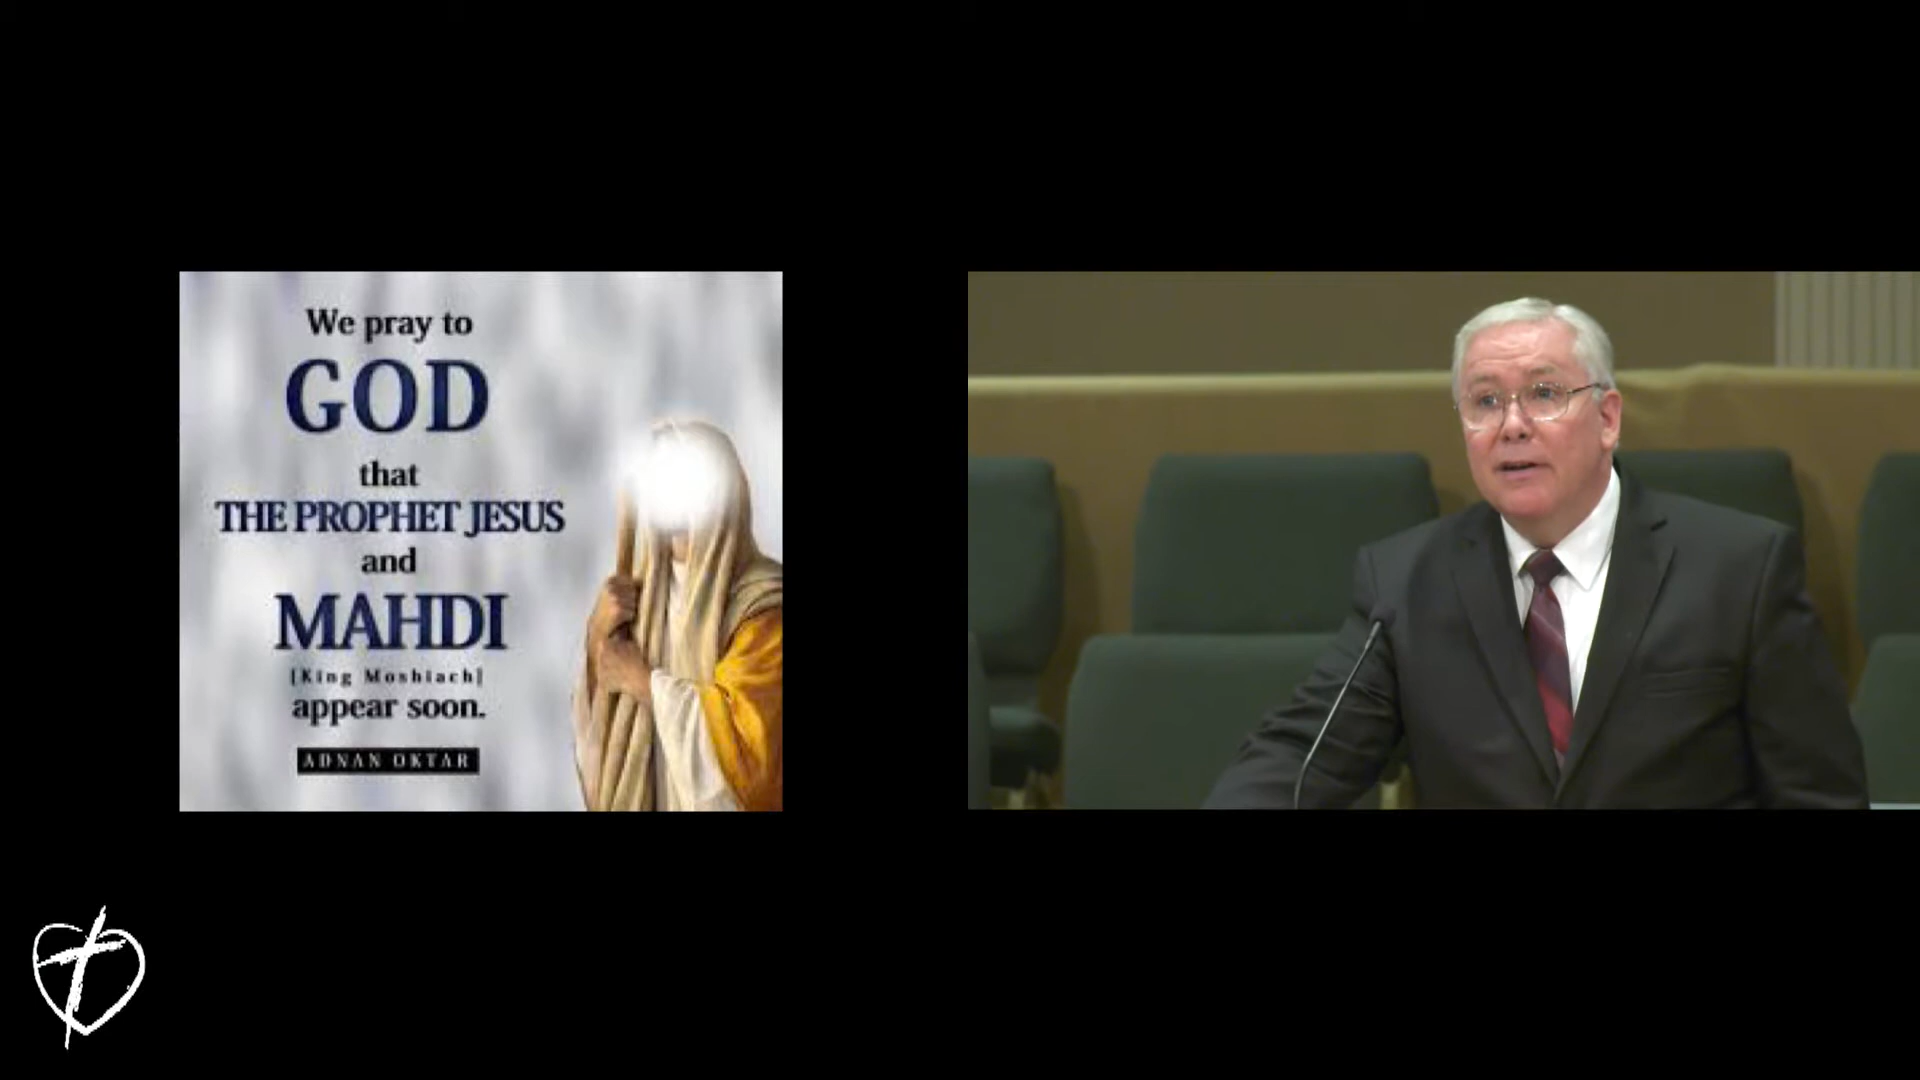 We pray to
GOD
that
THE PROPHET JESUS
and
MAHDI
[King Moshiach]
appear soon.
ADNAN OKTAR